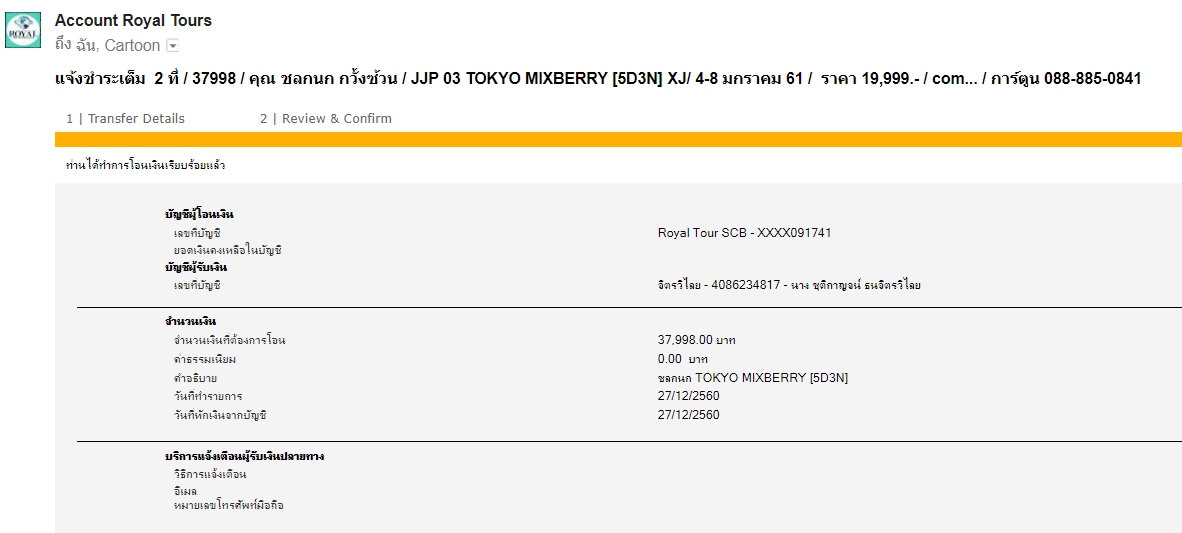 ROYAL
Account Royal Tours
ถึง ฉัน, Cartoon
แจ้งชำระเต็ม 2 ที่ / 37998 / คุณ ชลกนก กวั้งซ้วน / JJP 03 TOKYO MIXBERRY [5D3N] XJ/ 4-8 มกราคม 61 / ราคา 19,999.- / com... / การ์ตูน 088-885-0841
1 | Transfer Details 2 | Review & Confirm
ท่านได้ทำการโอนเงินเรียบร้อยแล้ว
บัญชีผู้โอนเงิน
เลขที่บัญชี Royal Tour SCB - XXXX091741
ยอดเงินคงเหลือในบัญชี
บัญชีผู้รับเงิน
เลขที่บัญชี จิตรวิไลย - 4086234817 - นาง ชุติกาญจน์ ธนจิตรวิไลย
จำนวนเงิน
จำนวนเงินที่ต้องการโอน 37,998.00 บาท
ค่าธรรมเนียม 0.00 บาท
คำอธิบาย ชลกนก TOKYO MIXBERRY [5D3N]
วันที่ทำรายการ 27/12/2560
วันที่หักเงินจากบัญชี 27/12/2560
บริการแจ้งเตือนผู้รับเงินปลายทาง
วิธีการแจ้งเตือน
อีเมล
หมายเลขโทรศัพท์มือถือ